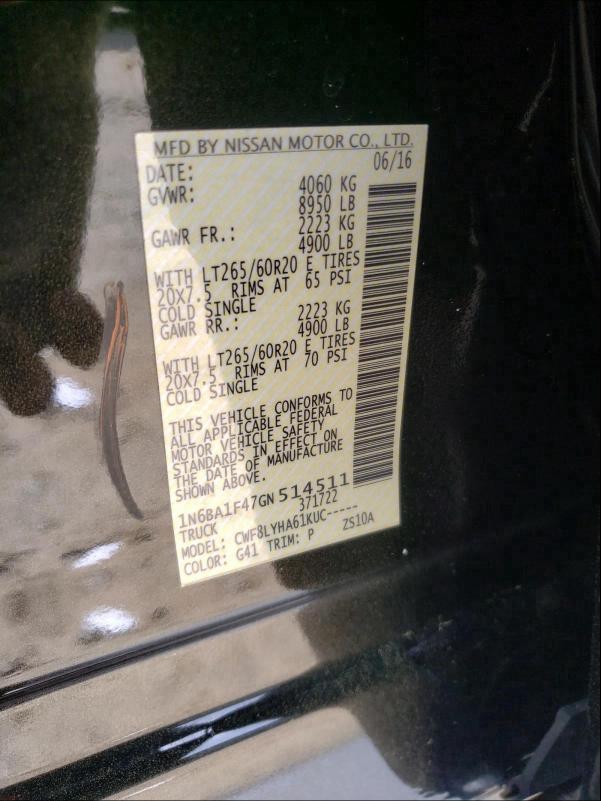 MFD BY NISSAN MOTOR CO., LTD.
DATE: 06/16
GVWR: 4060 KG
8950 LB
GAWR FR.: 2223 KG
4900 LB
WITH LT265/60R20 E TIRES
20X7.5 RIMS AT 65 PSI
COLD SINGLE
GAWR RR.: 2223 KG
4900 LB
WITH LT265/60R20 E TIRES
20X7.5 RIMS AT 70 PSI
COLD SINGLE
THIS VEHICLE CONFORMS TO
ALL APPLICABLE FEDERAL
MOTOR VEHICLE SAFETY
STANDARDS IN EFFECT ON
THE DATE OF MANUFACTURE
SHOWN ABOVE.
1N6BA1F47GN514511
TRUCK 371722
MODEL: CWF8LYHA61KUC-----
COLOR: G41 TRIM: P ZS10A